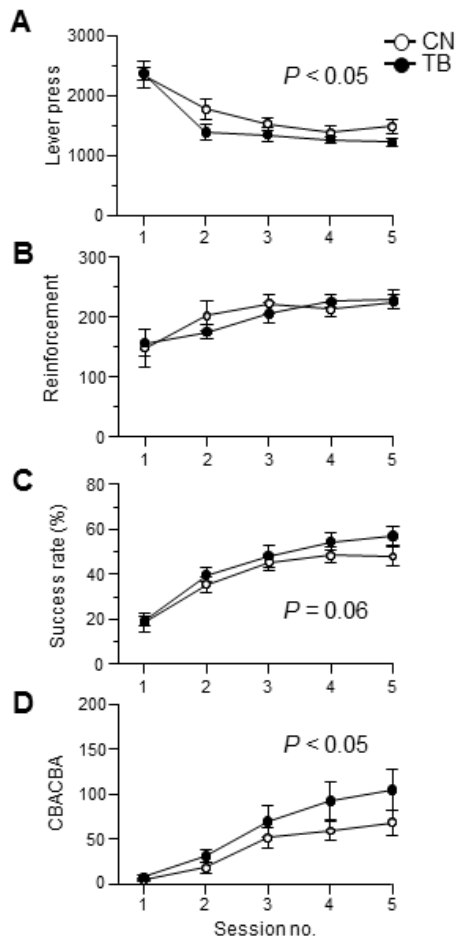 A
3000
2000
1000
0
Lever press
CN
TB
P < 0.05
1 2 3 4 5
B
300
200
100
0
Reinforcement
1 2 3 4 5
C
80
60
40
20
0
Success rate (%)
P = 0.06
1 2 3 4 5
D
200
150
100
50
0
CBACBA
P < 0.05
1 2 3 4 5
Session no.